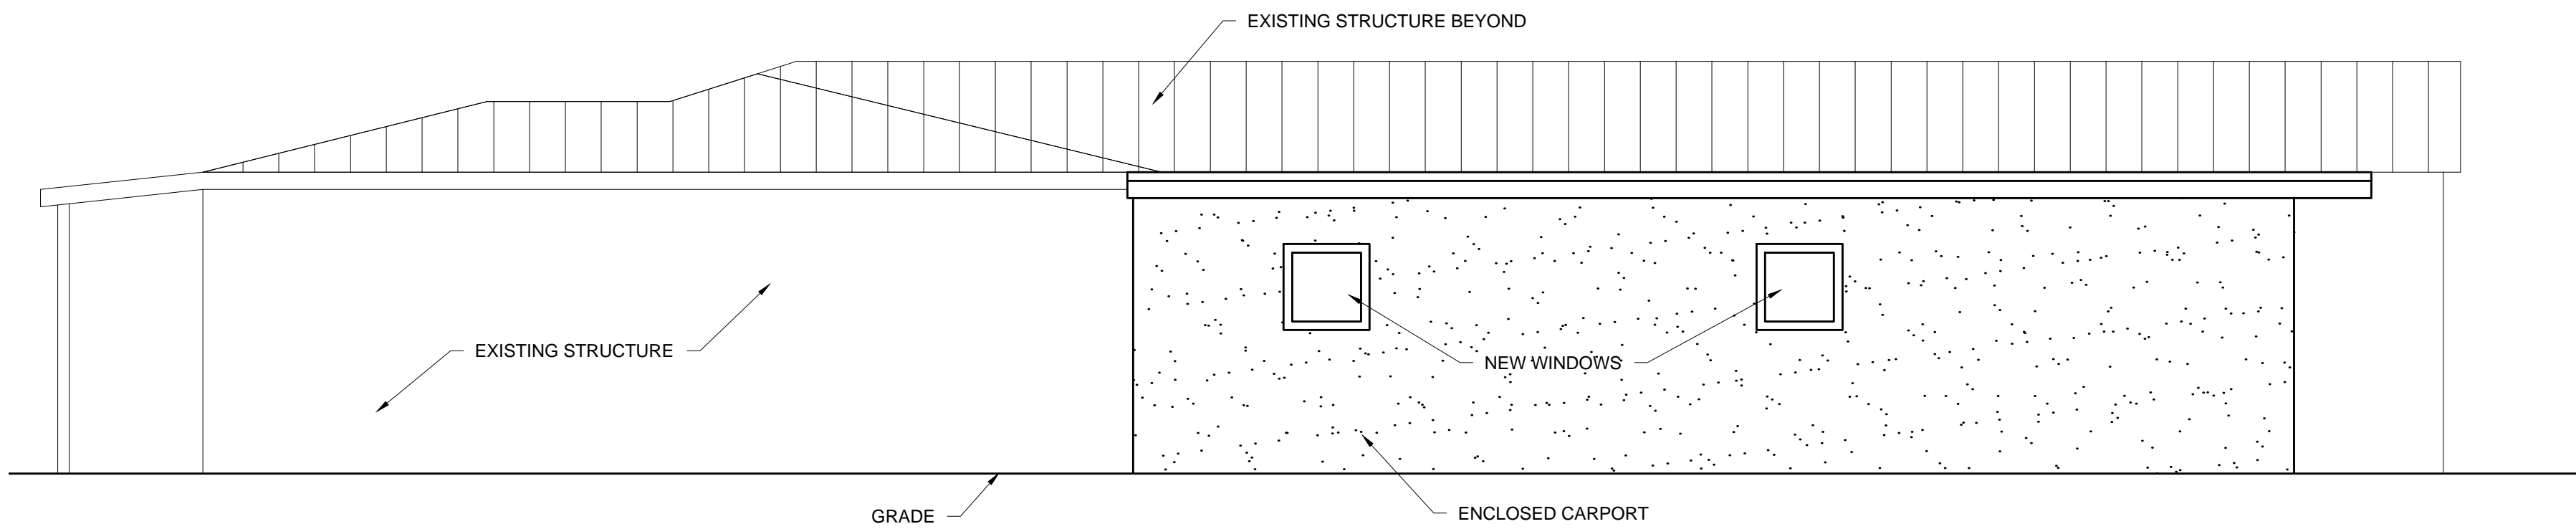 EXISTING STRUCTURE BEYOND
EXISTING STRUCTURE
NEW WINDOWS
GRADE
ENCLOSED CARPORT